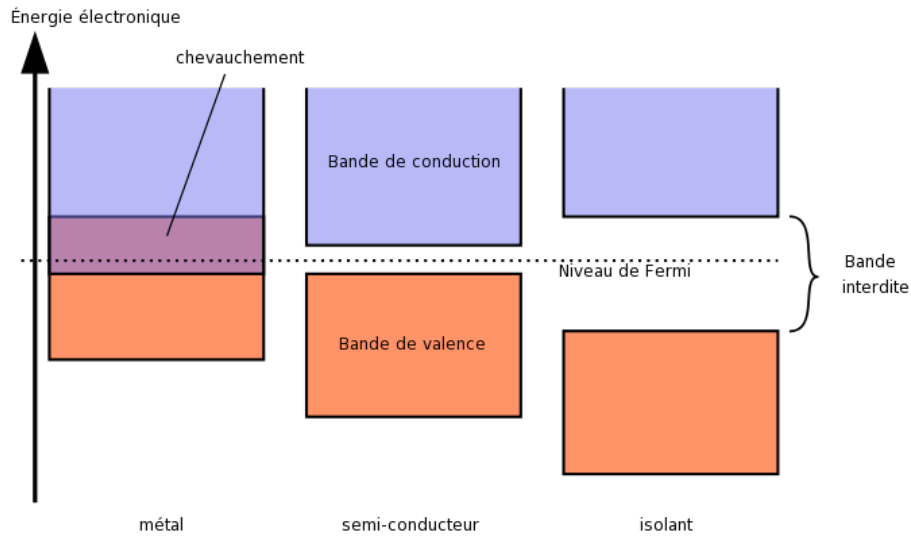 Énergie électronique
chevauchement
Bande de conduction
Niveau de Fermi
Bande
interdite
Bande de valence
métal
semi-conducteur
isolant